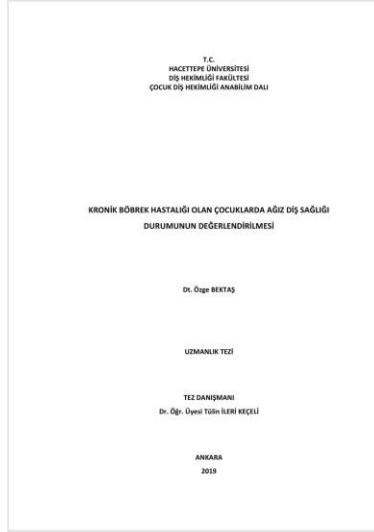 T.C.
HACETTEPE ÜNİVERSİTESİ
DİŞ HEKİMLİĞİ FAKÜLTESİ
ÇOCUK DİŞ HEKİMLİĞİ ANABİLİM DALI
KRONİK BÖBREK HASTALIĞI OLAN ÇOCUKLARDA AĞIZ DİŞ SAĞLIĞI
DURUMUNUN DEĞERLENDİRİLMESİ
Dt. Özge BEKTAŞ
UZMANLIK TEZİ
TEZ DANIŞMANI
Dr. Öğr. Üyesi Tülin İLERİ KEÇELİ
ANKARA
2019